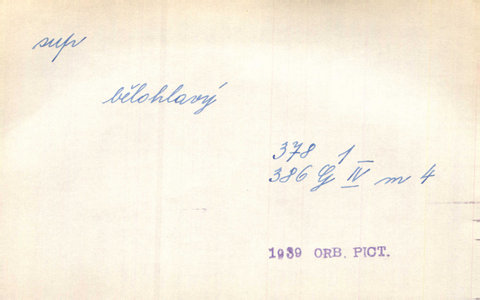 sup
bělohlavý
378 1
386 G IV m 4
1939 ORB. PICT.